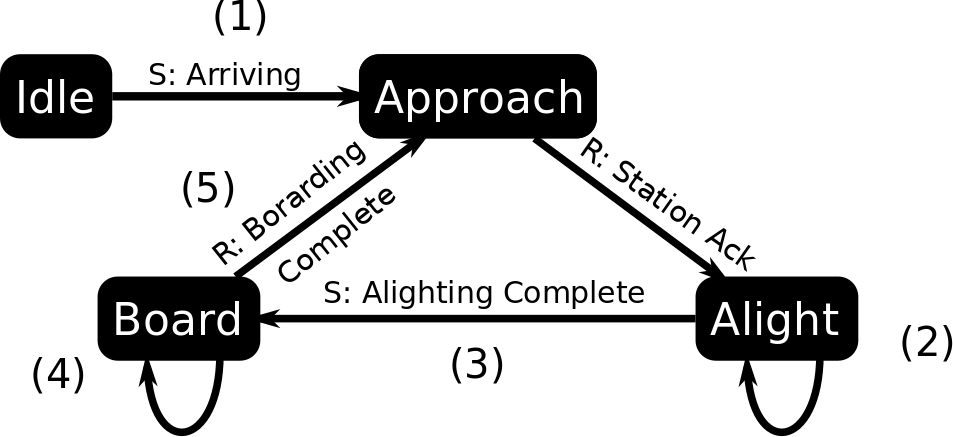 (1)
S: Arriving
Idle
Approach
R: Station Ack
(5)
R: Borarding
Complete
S: Alighting Complete
Board
Alight
(2)
(3)
(4)